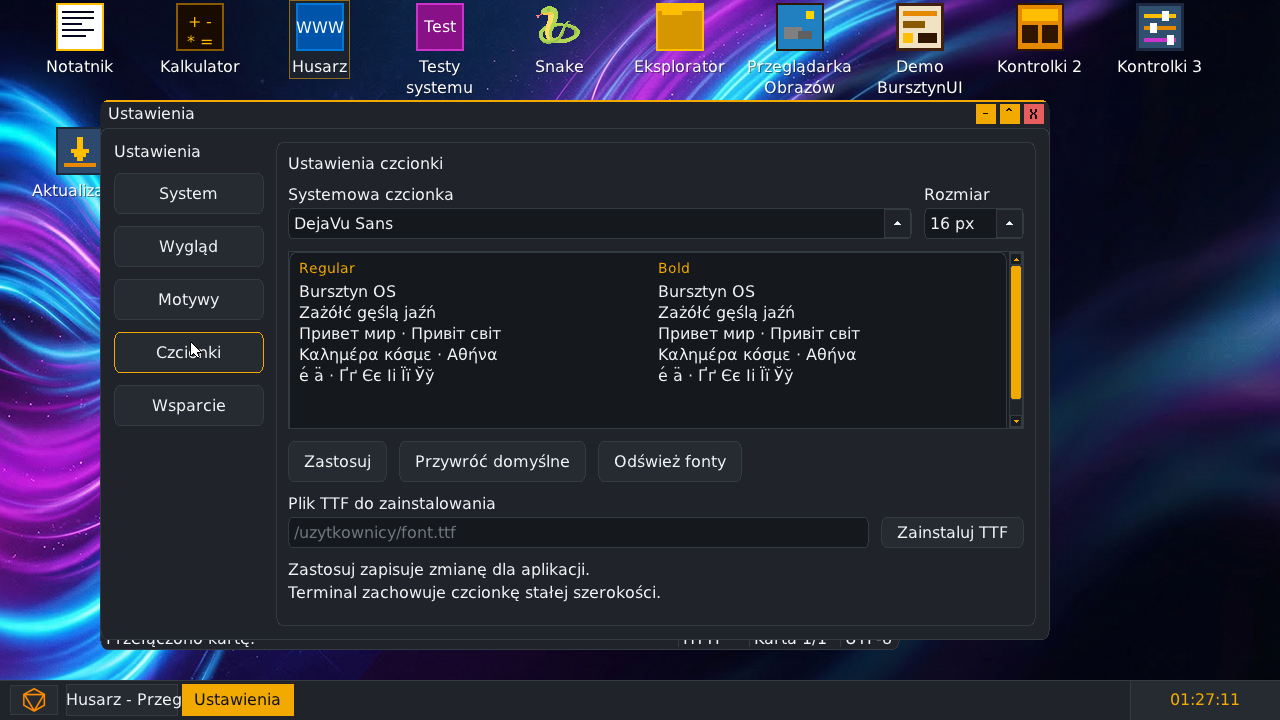 Notatnik
+ -
* =
Kalkulator
WWW
Husarz
Test
Testy
systemu
Snake
Eksplorator
Przeglądarka
Obrazów
Demo
BursztynUI
Kontrolki 2
Kontrolki 3
Ustawienia
- ^ X
Ustawienia
System
Wygląd
Motywy
Czcionki
Wsparcie
Ustawienia czcionki
Systemowa czcionka Rozmiar
DejaVu Sans 16 px
Regular Bold
Bursztyn OS Bursztyn OS
Zażółć gęślą jaźń Zażółć gęślą jaźń
Привет мир · Привіт світ Привет мир · Привіт світ
Καλημέρα κόσμε · Αθήνα Καλημέρα κόσμε · Αθήνα
é ä · Ґґ Єє Іі Її Ўў é ä · Ґґ Єє Іі Її Ўў
Zastosuj Przywróć domyślne Odśwież fonty
Plik TTF do zainstalowania
/uzytkownicy/font.ttf Zainstaluj TTF
Zastosuj zapisuje zmianę dla aplikacji.
Terminal zachowuje czcionkę stałej szerokości.
Przełączono kartę. Karta 1/1 UTF-8
Husarz - Przeg Ustawienia 01:27:11